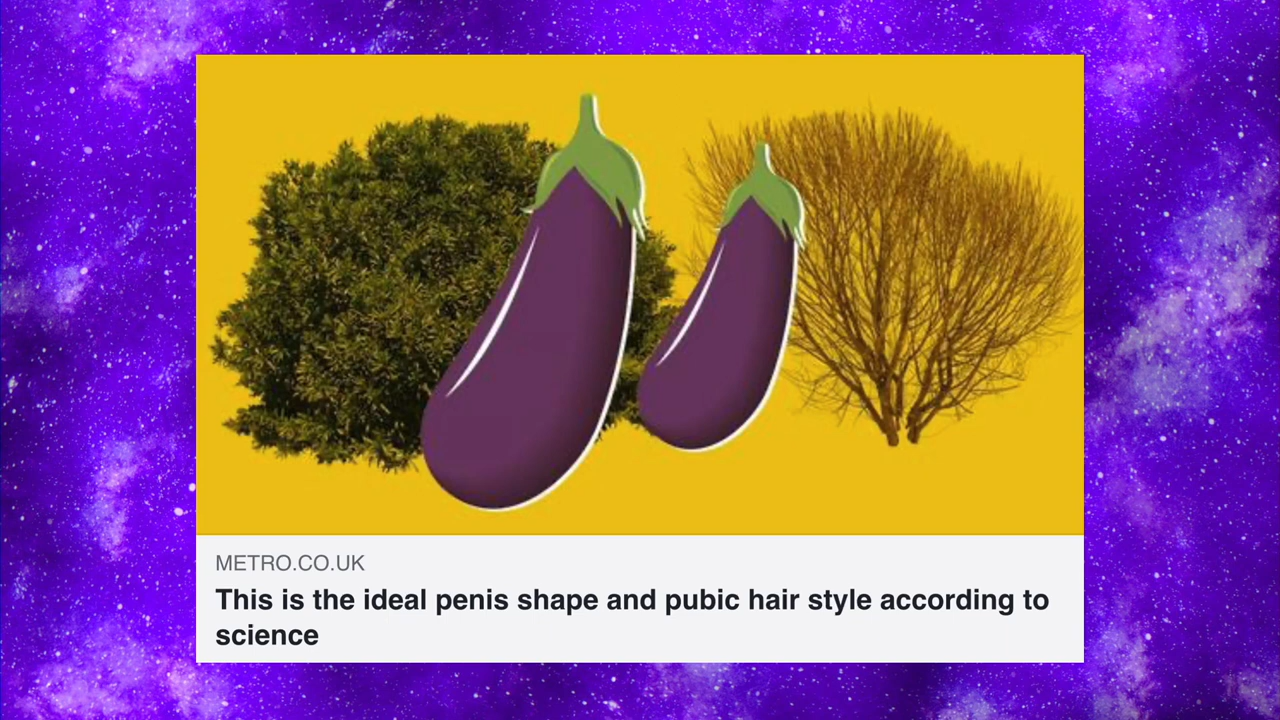 METRO.CO.UK
This is the ideal penis shape and pubic hair style according to
science